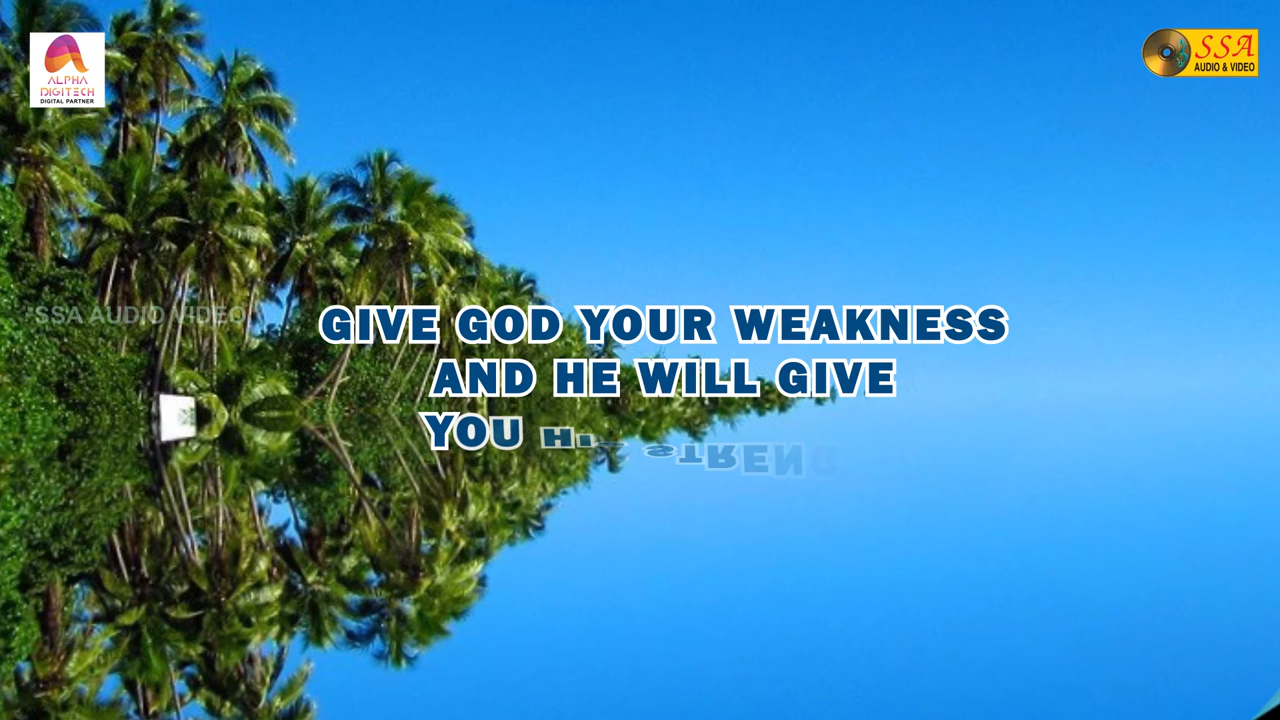 ALPHA
DIGITECH
DIGITAL PARTNER
SSA
AUDIO & VIDEO
"SSA AUDIO VIDEO"
GIVE GOD YOUR WEAKNESS
AND HE WILL GIVE
YOU